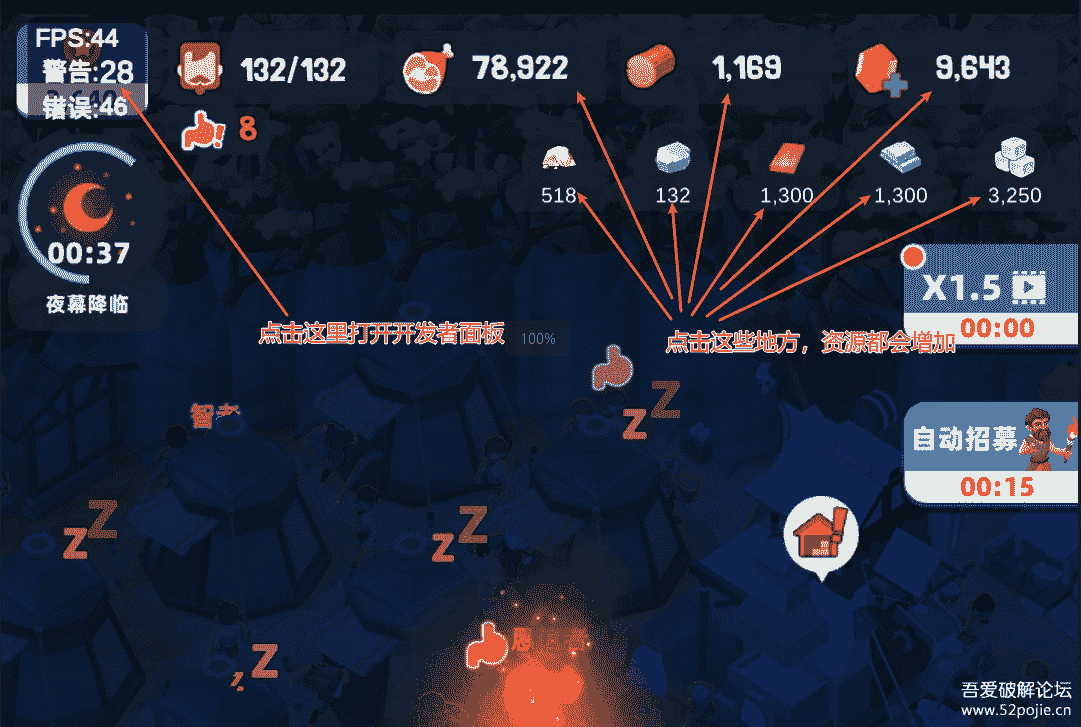 FPS:44
警告:28
错误:46
132/132
78,922
1,169
9,643
8
518
132
1,300
1,300
3,250
00:37
夜幕降临
X1.5
00:00
点击这里打开开发者面板
100%
点击这些地方，资源都会增加
智者
自动招募
00:15
Z
Z
Z
Z
Z
Z
Z
Z
吾爱破解论坛
www.52pojie.cn